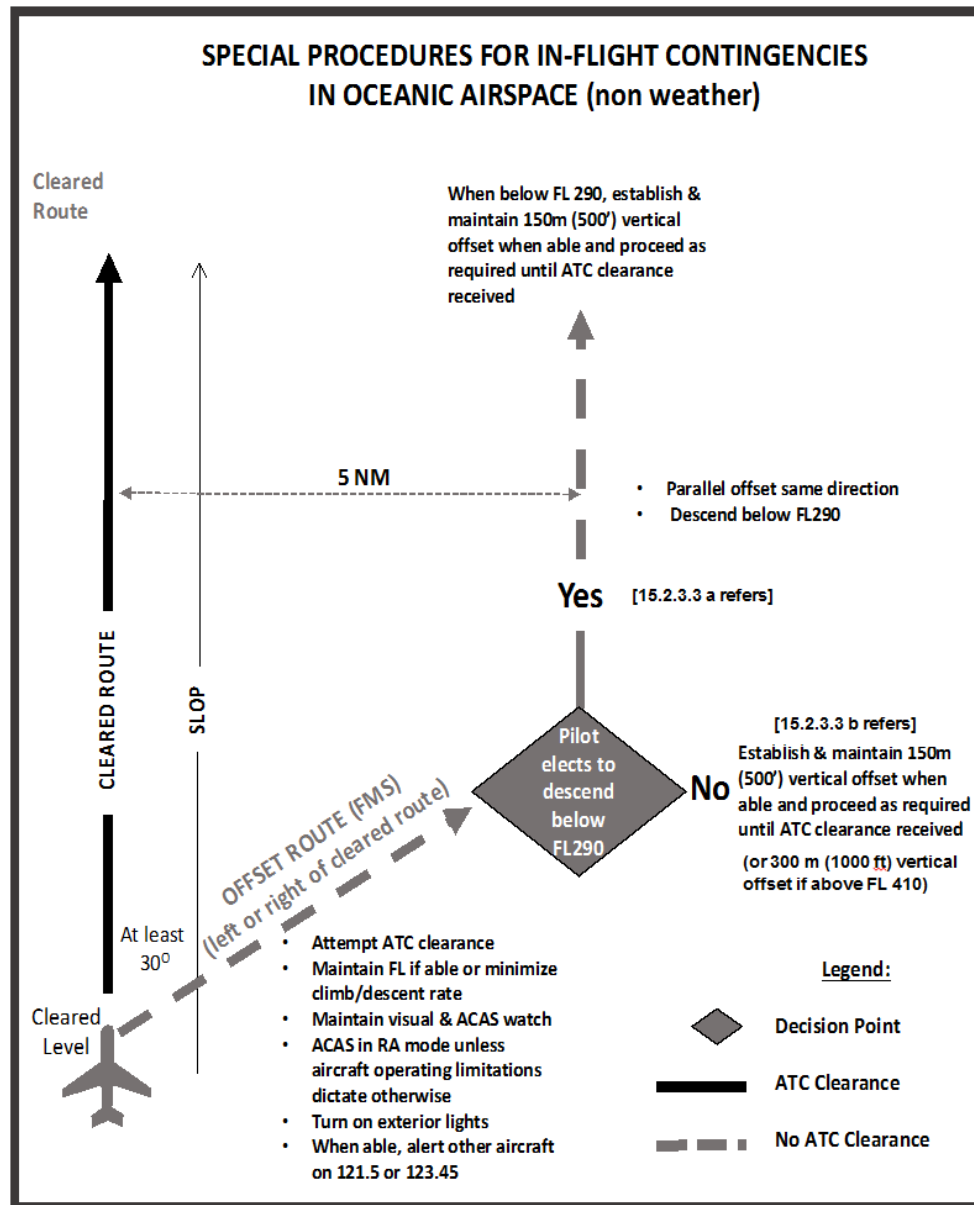 SPECIAL PROCEDURES FOR IN-FLIGHT CONTINGENCIES
IN OCEANIC AIRSPACE (non weather)
Cleared
Route
When below FL 290, establish &
maintain 150m (500') vertical
offset when able and proceed as
required until ATC clearance
received
5 NM
• Parallel offset same direction
• Descend below FL290
Yes
[15.2.3.3 a refers]
CLEARED ROUTE
SLOP
Pilot
elects to
descend
below
FL290
No
[15.2.3.3 b refers]
Establish & maintain 150m
(500') vertical offset when
able and proceed as required
until ATC clearance received
(or 300 m (1000 ft) vertical
offset if above FL 410)
OFFSET ROUTE (FMS)
(left or right of cleared route)
At least
30⁰
Cleared
Level
• Attempt ATC clearance
• Maintain FL if able or minimize
climb/descent rate
• Maintain visual & ACAS watch
• ACAS in RA mode unless
aircraft operating limitations
dictate otherwise
• Turn on exterior lights
• When able, alert other aircraft
on 121.5 or 123.45
Legend:
Decision Point
ATC Clearance
No ATC Clearance